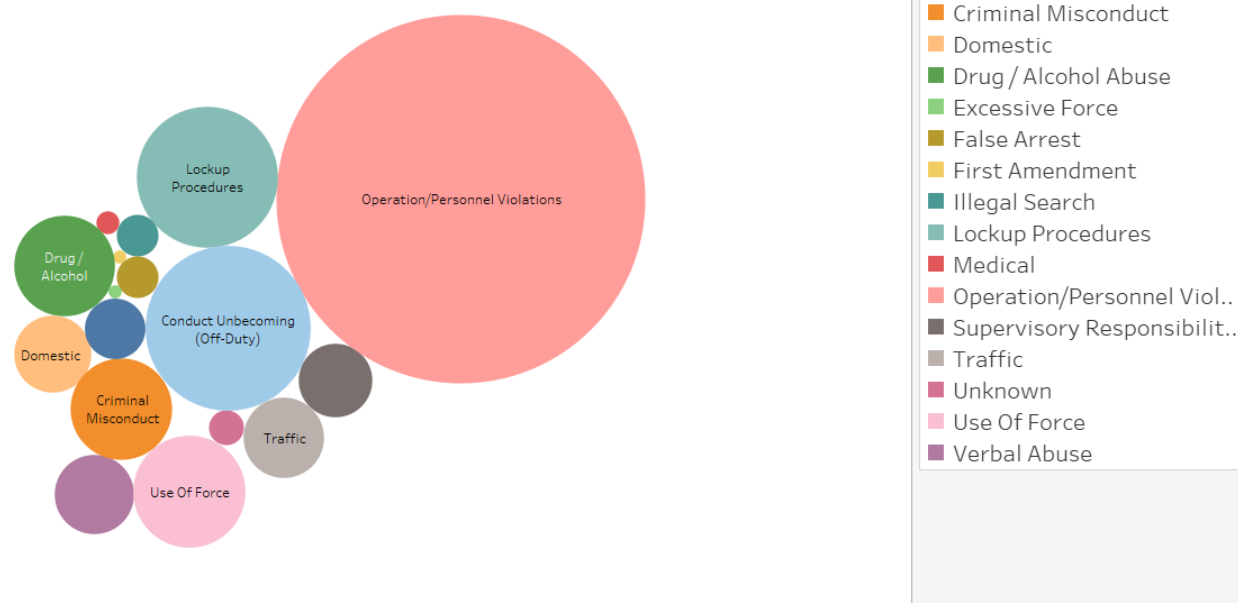 Lockup
Procedures
Operation/Personnel Violations
Drug /
Alcohol
Conduct Unbecoming
(Off-Duty)
Domestic
Criminal
Misconduct
Traffic
Use Of Force
Criminal Misconduct
Domestic
Drug / Alcohol Abuse
Excessive Force
False Arrest
First Amendment
Illegal Search
Lockup Procedures
Medical
Operation/Personnel Viol..
Supervisory Responsibilit..
Traffic
Unknown
Use Of Force
Verbal Abuse